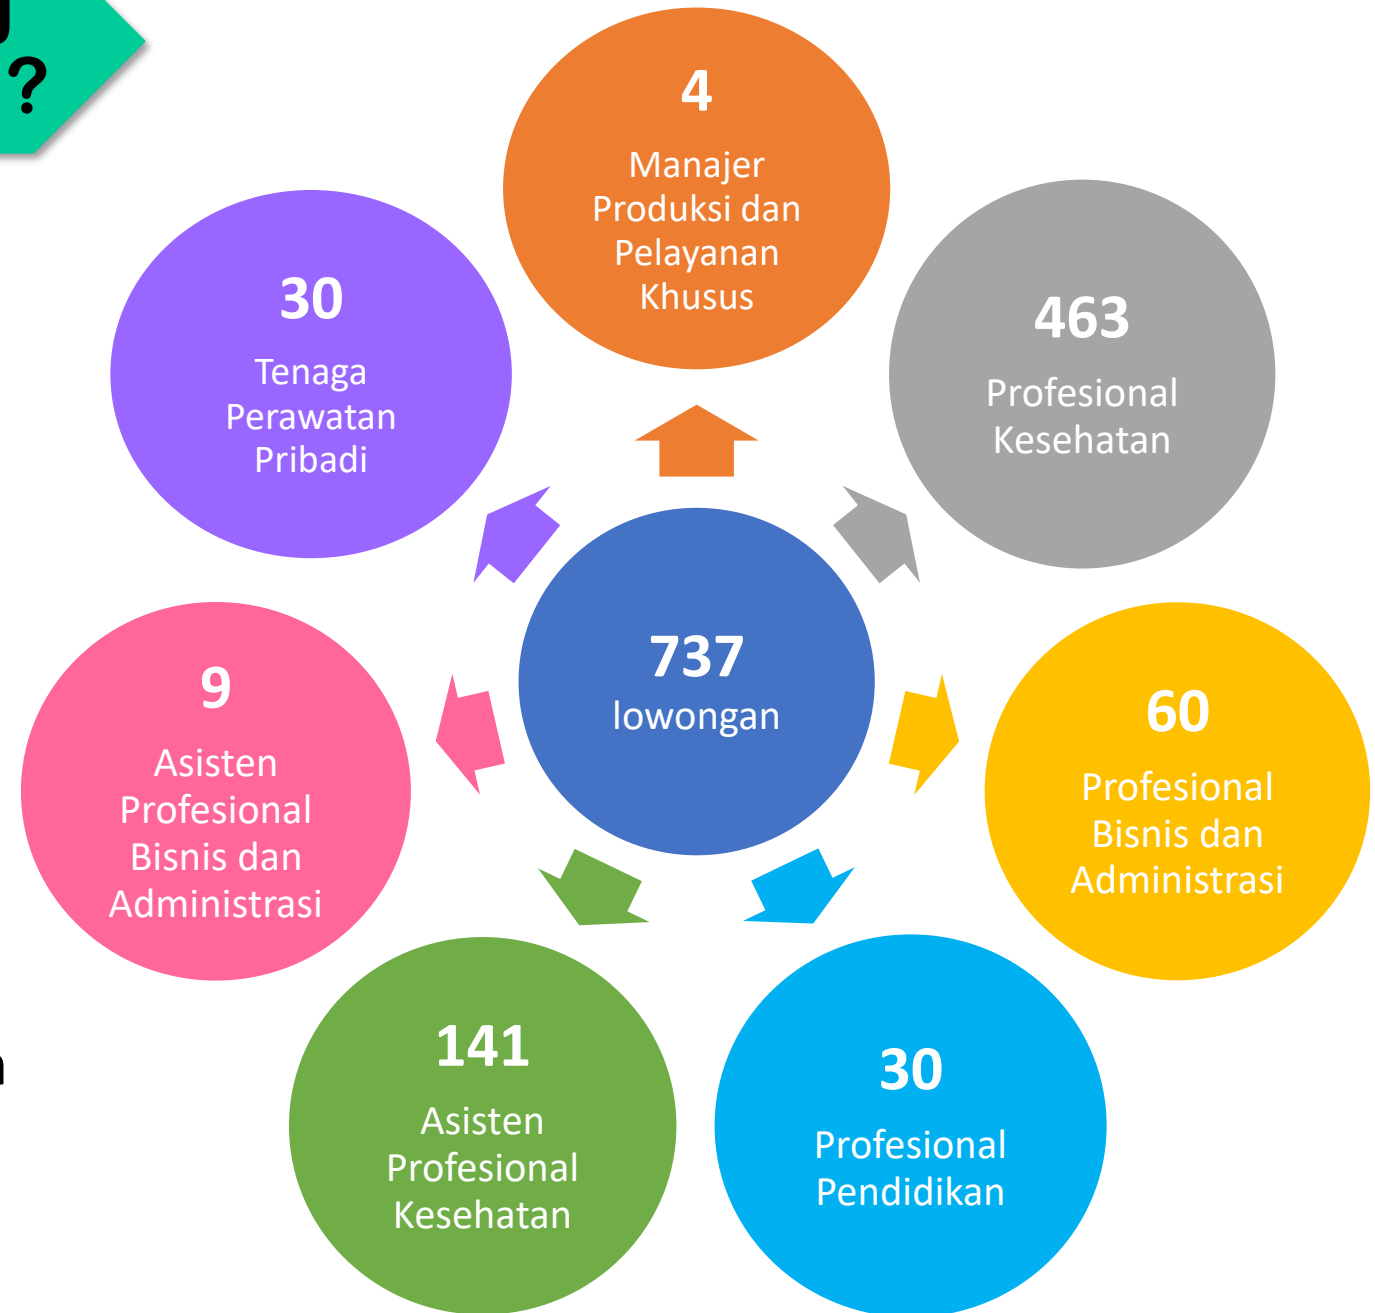 ?
4
Manajer
Produksi dan
Pelayanan
Khusus
463
Profesional
Kesehatan
60
Profesional
Bisnis dan
Administrasi
30
Profesional
Pendidikan
141
Asisten
Profesional
Kesehatan
9
Asisten
Profesional
Bisnis dan
Administrasi
30
Tenaga
Perawatan
Pribadi
737
lowongan